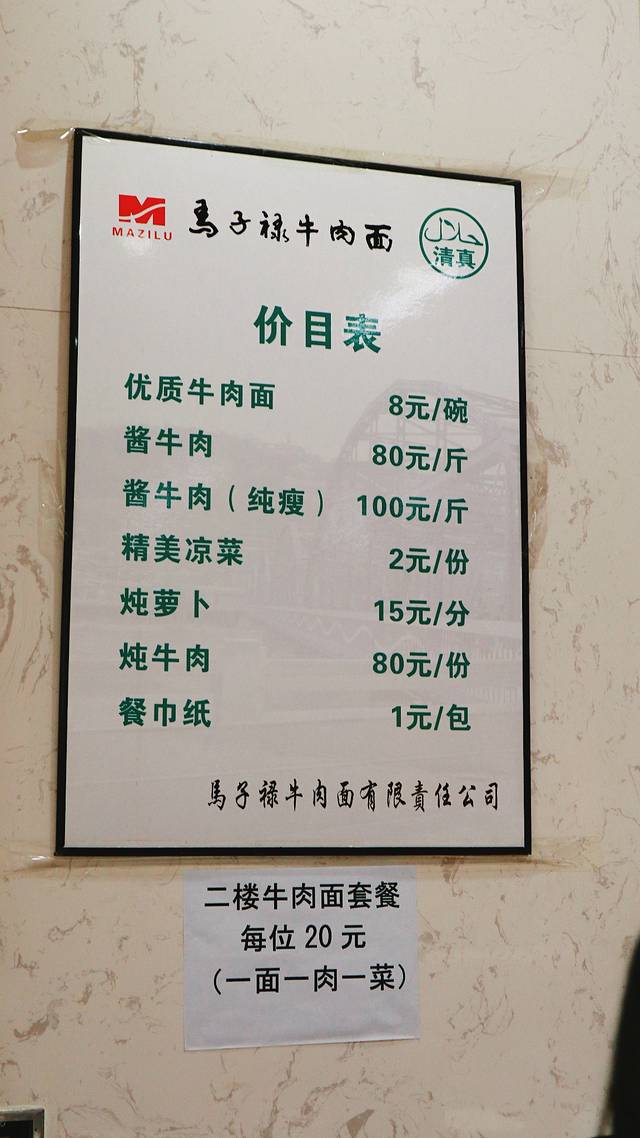 MAZILU
馬子禄牛肉面
حلال
清真
价目表
优质牛肉面 8元/碗
酱牛肉 80元/斤
酱牛肉（纯瘦） 100元/斤
精美凉菜 2元/份
炖萝卜 15元/分
炖牛肉 80元/份
餐巾纸 1元/包
馬子禄牛肉面有限責任公司
二楼牛肉面套餐
每位20元
（一面一肉一菜）